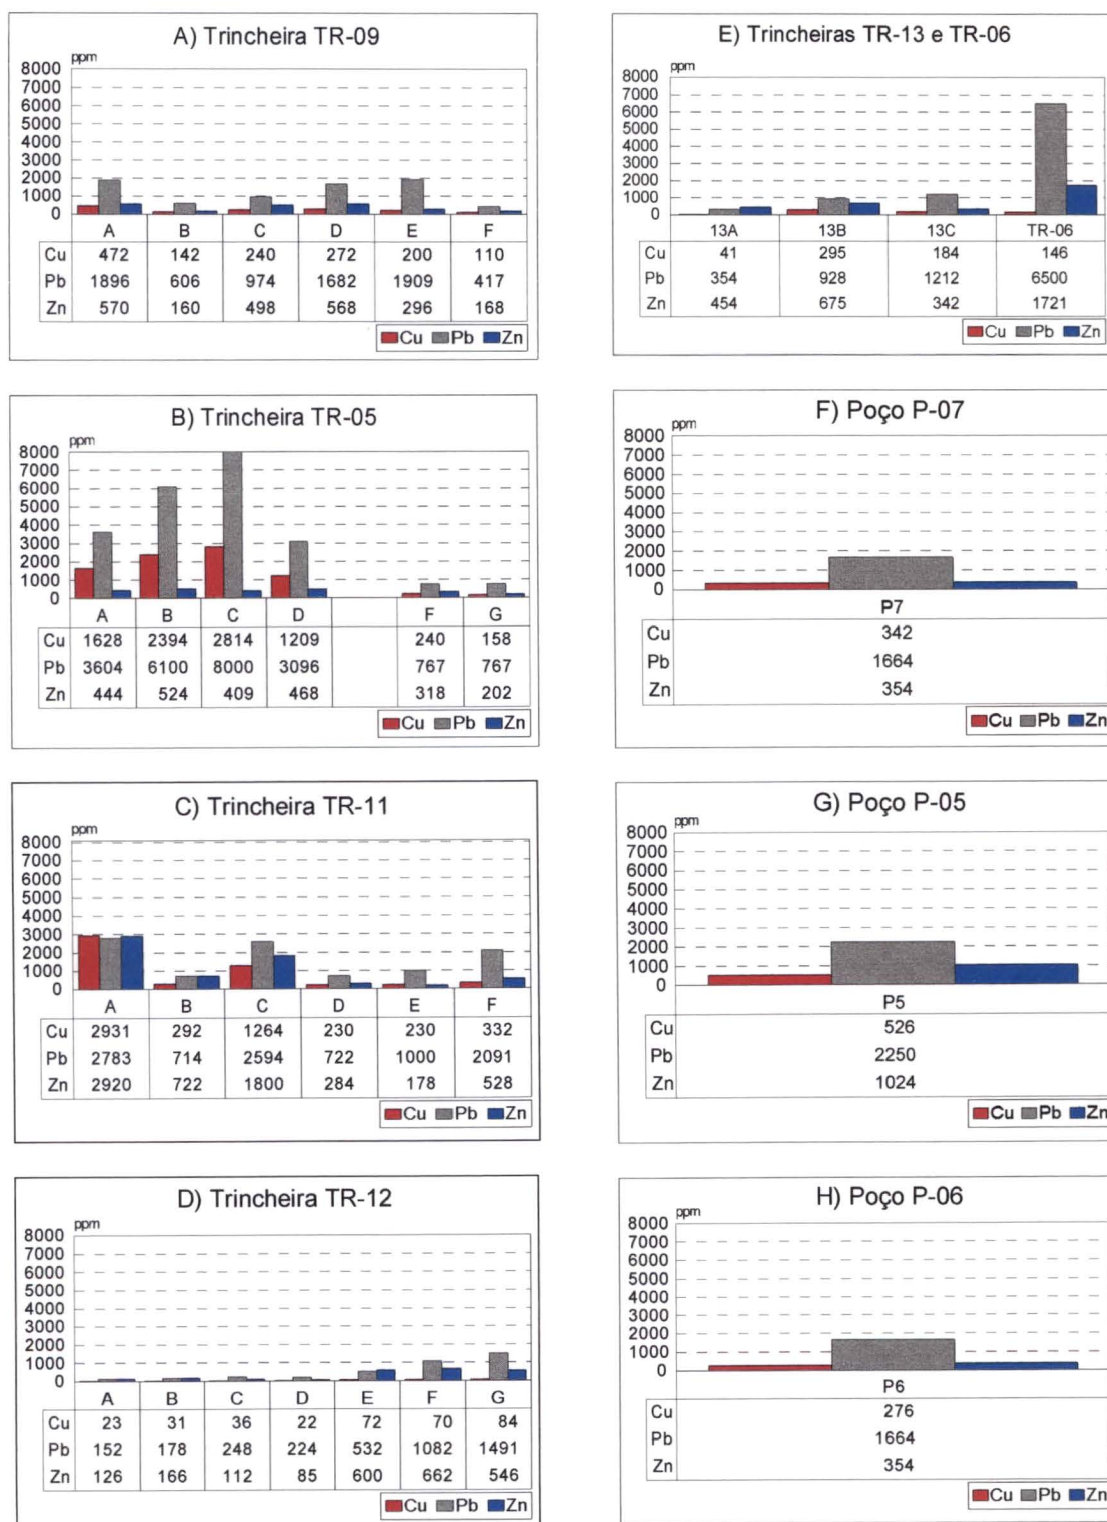 A) Trincheira TR-09
ppm
8000
7000
6000
5000
4000
3000
2000
1000
0
A B C D E F
Cu 472 142 240 272 200 110
Pb 1896 606 974 1682 1909 417
Zn 570 160 498 568 296 168
Cu Pb Zn
B) Trincheira TR-05
ppm
8000
7000
6000
5000
4000
3000
2000
1000
0
A B C D F G
Cu 1628 2394 2814 1209 240 158
Pb 3604 6100 8000 3096 767 767
Zn 444 524 409 468 318 202
Cu Pb Zn
C) Trincheira TR-11
ppm
8000
7000
6000
5000
4000
3000
2000
1000
0
A B C D E F
Cu 2931 292 1264 230 230 332
Pb 2783 714 2594 722 1000 2091
Zn 2920 722 1800 284 178 528
Cu Pb Zn
D) Trincheira TR-12
ppm
8000
7000
6000
5000
4000
3000
2000
1000
0
A B C D E F G
Cu 23 31 36 22 72 70 84
Pb 152 178 248 224 532 1082 1491
Zn 126 166 112 85 600 662 546
Cu Pb Zn
E) Trincheiras TR-13 e TR-06
ppm
8000
7000
6000
5000
4000
3000
2000
1000
0
13A 13B 13C TR-06
Cu 41 295 184 146
Pb 354 928 1212 6500
Zn 454 675 342 1721
Cu Pb Zn
F) Poço P-07
ppm
8000
7000
6000
5000
4000
3000
2000
1000
0
P7
Cu 342
Pb 1664
Zn 354
Cu Pb Zn
G) Poço P-05
ppm
8000
7000
6000
5000
4000
3000
2000
1000
0
P5
Cu 526
Pb 2250
Zn 1024
Cu Pb Zn
H) Poço P-06
ppm
8000
7000
6000
5000
4000
3000
2000
1000
0
P6
Cu 276
Pb 1664
Zn 354
Cu Pb Zn